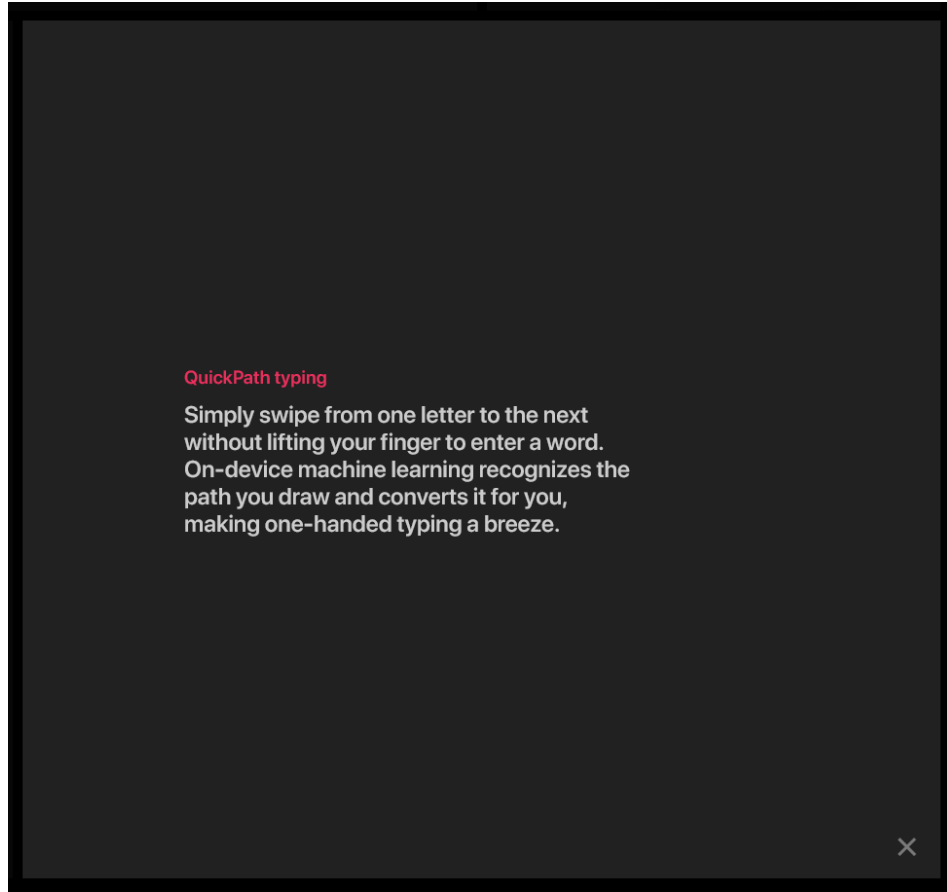 QuickPath typing
Simply swipe from one letter to the next
without lifting your finger to enter a word.
On-device machine learning recognizes the
path you draw and converts it for you,
making one-handed typing a breeze.